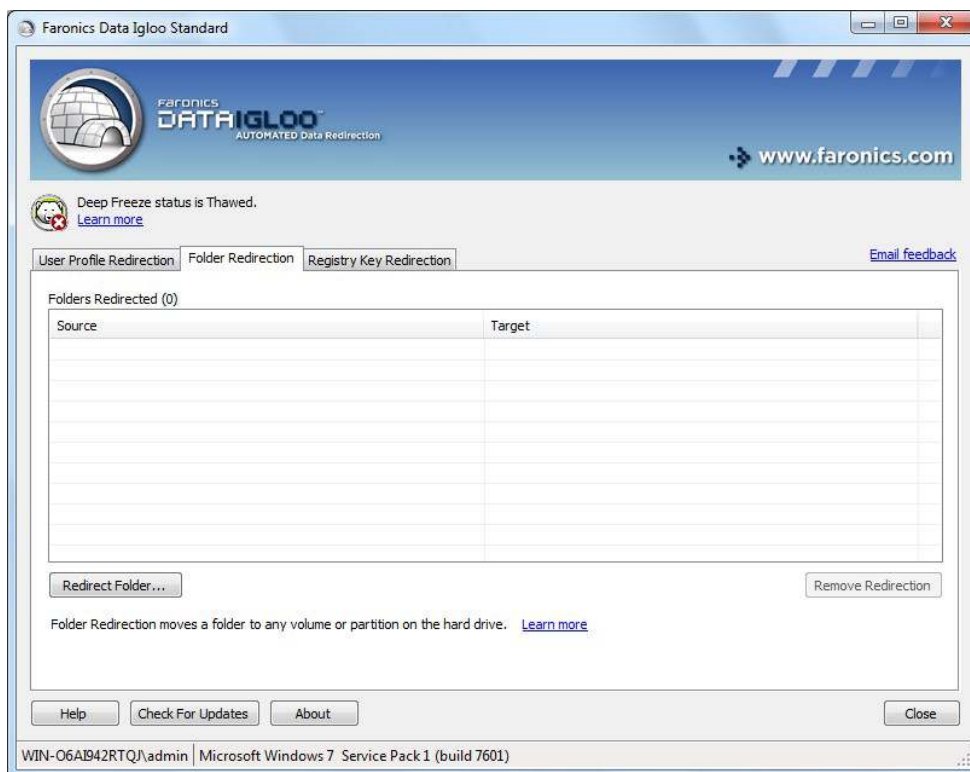 Faronics Data Igloo Standard
Faronics
DATAIGLOO™
AUTOMATED Data Redirection
www.faronics.com
Deep Freeze status is Thawed.
Learn more
User Profile Redirection Folder Redirection Registry Key Redirection Email feedback
Folders Redirected (0)
Source Target
Redirect Folder... Remove Redirection
Folder Redirection moves a folder to any volume or partition on the hard drive. Learn more
Help Check For Updates About Close
WIN-O6AI942RTQJ\admin Microsoft Windows 7 Service Pack 1 (build 7601)